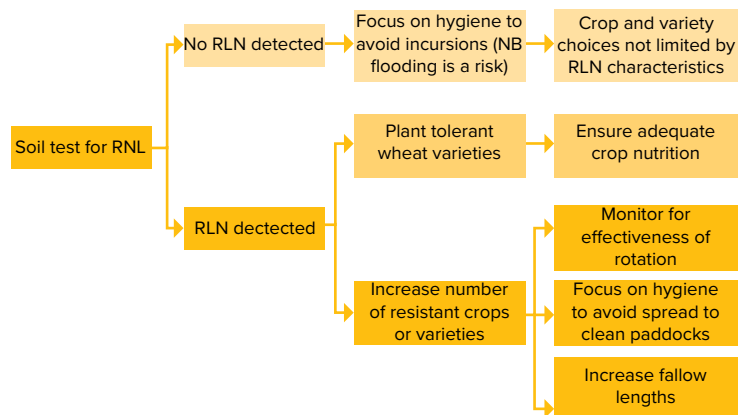 Soil test for RNL
No RLN detected
Focus on hygiene to
avoid incursions (NB
flooding is a risk)
Crop and variety
choices not limited by
RLN characteristics
RLN dectected
Plant tolerant
wheat varieties
Ensure adequate
crop nutrition
Increase number
of resistant crops
or varieties
Monitor for
effectiveness of
rotation
Focus on hygiene
to avoid spread to
clean paddocks
Increase fallow
lengths